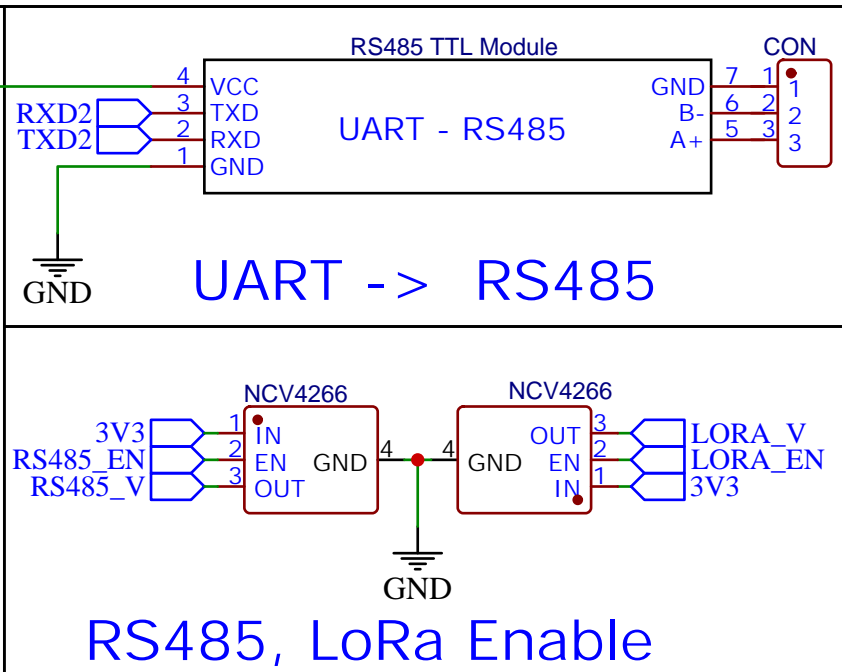 RS485 TTL Module CON
4 VCC GND 7 1 1
RXD2 3 TXD B- 6 2 2
TXD2 2 RXD UART - RS485 A+ 5 3 3
1 GND
GND
UART -> RS485
NCV4266 NCV4266
3V3 1 IN OUT 3 LORA_V
RS485_EN 2 EN GND 4 4 GND EN 2 LORA_EN
RS485_V 3 OUT IN 1 3V3
GND
RS485, LoRa Enable